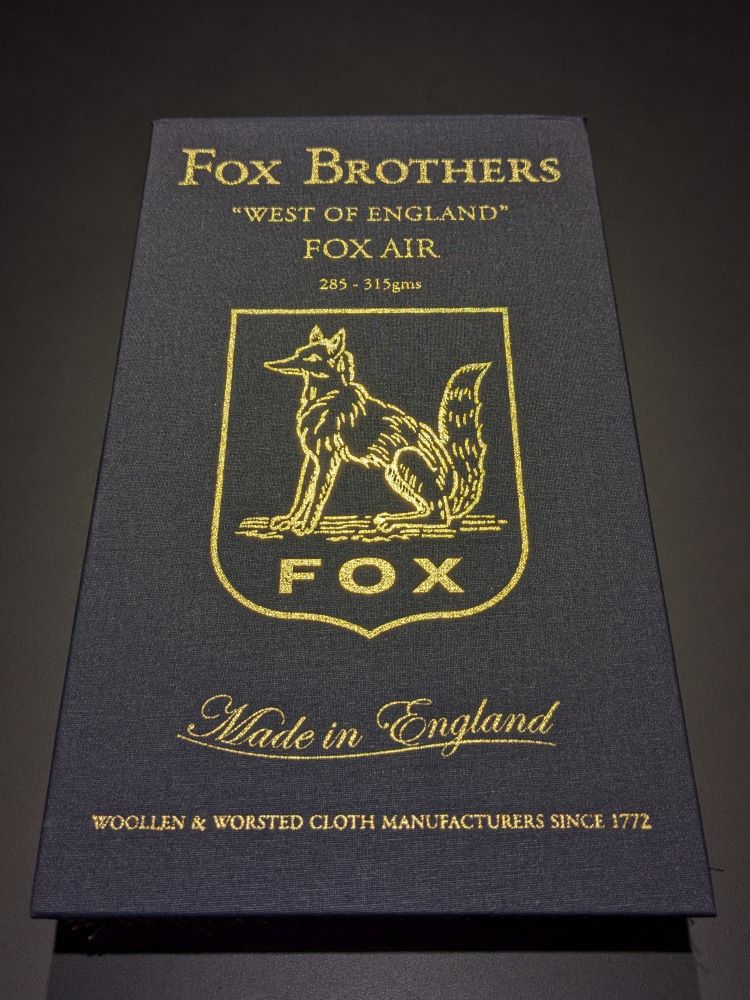 FOX BROTHERS
"WEST OF ENGLAND"
FOX AIR
285 - 315gms
FOX
Made in England
WOOLLEN & WORSTED CLOTH MANUFACTURERS SINCE 1772